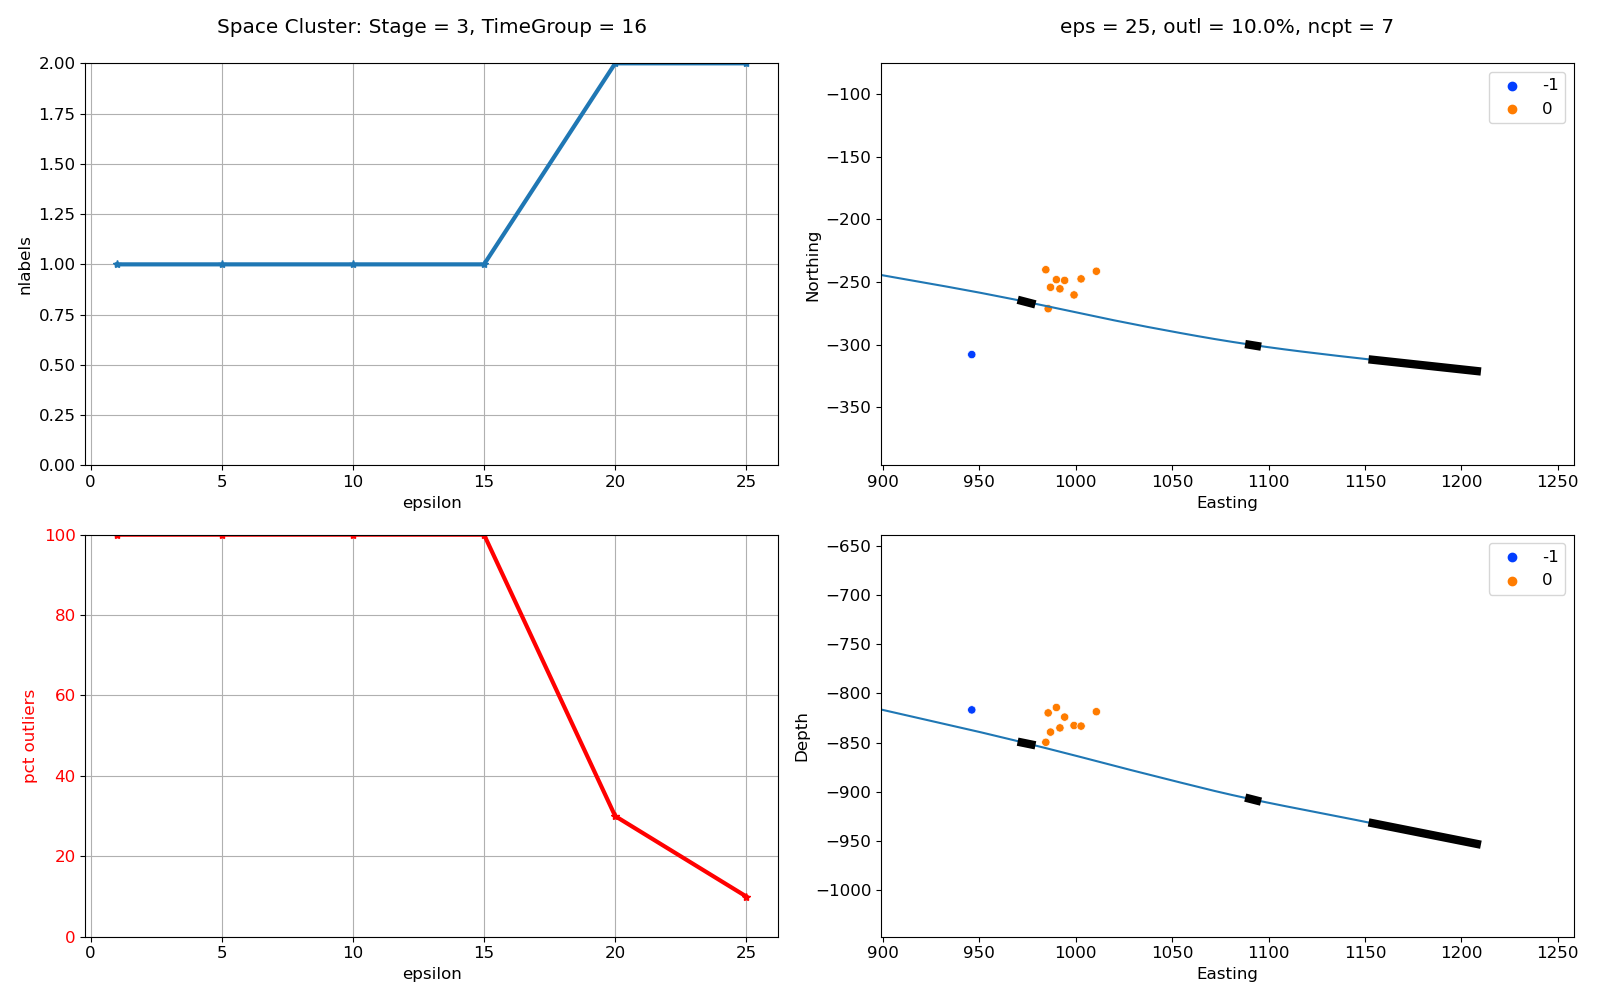 Space Cluster: Stage = 3, TimeGroup = 16
2.00
1.75
1.50
1.25
1.00
0.75
0.50
0.25
0.00
nlabels
0 5 10 15 20 25
epsilon
eps = 25, outl = 10.0%, ncpt = 7
-1
0
−100
−150
−200
−250
−300
−350
Northing
900 950 1000 1050 1100 1150 1200 1250
Easting
100
80
60
40
20
0
pct outliers
0 5 10 15 20 25
epsilon
-1
0
−650
−700
−750
−800
−850
−900
−950
−1000
Depth
900 950 1000 1050 1100 1150 1200 1250
Easting